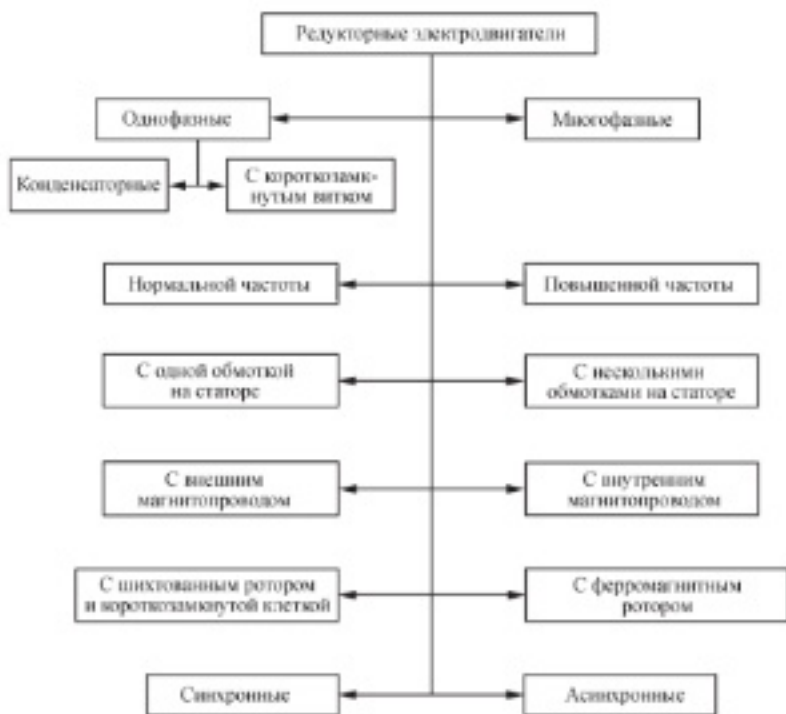 Редукторные электродвигатели
Однофазные
Многофазные
Конденсаторные
С короткозамк-
нутым витком
Нормальной частоты
Повышенной частоты
С одной обмоткой
на статоре
С несколькими
обмотками на статоре
С внешним
магнитопроводом
С внутренним
магнитопроводом
С шихтованным ротором
и короткозамкнутой клеткой
С ферромагнитным
ротором
Синхронные
Асинхронные